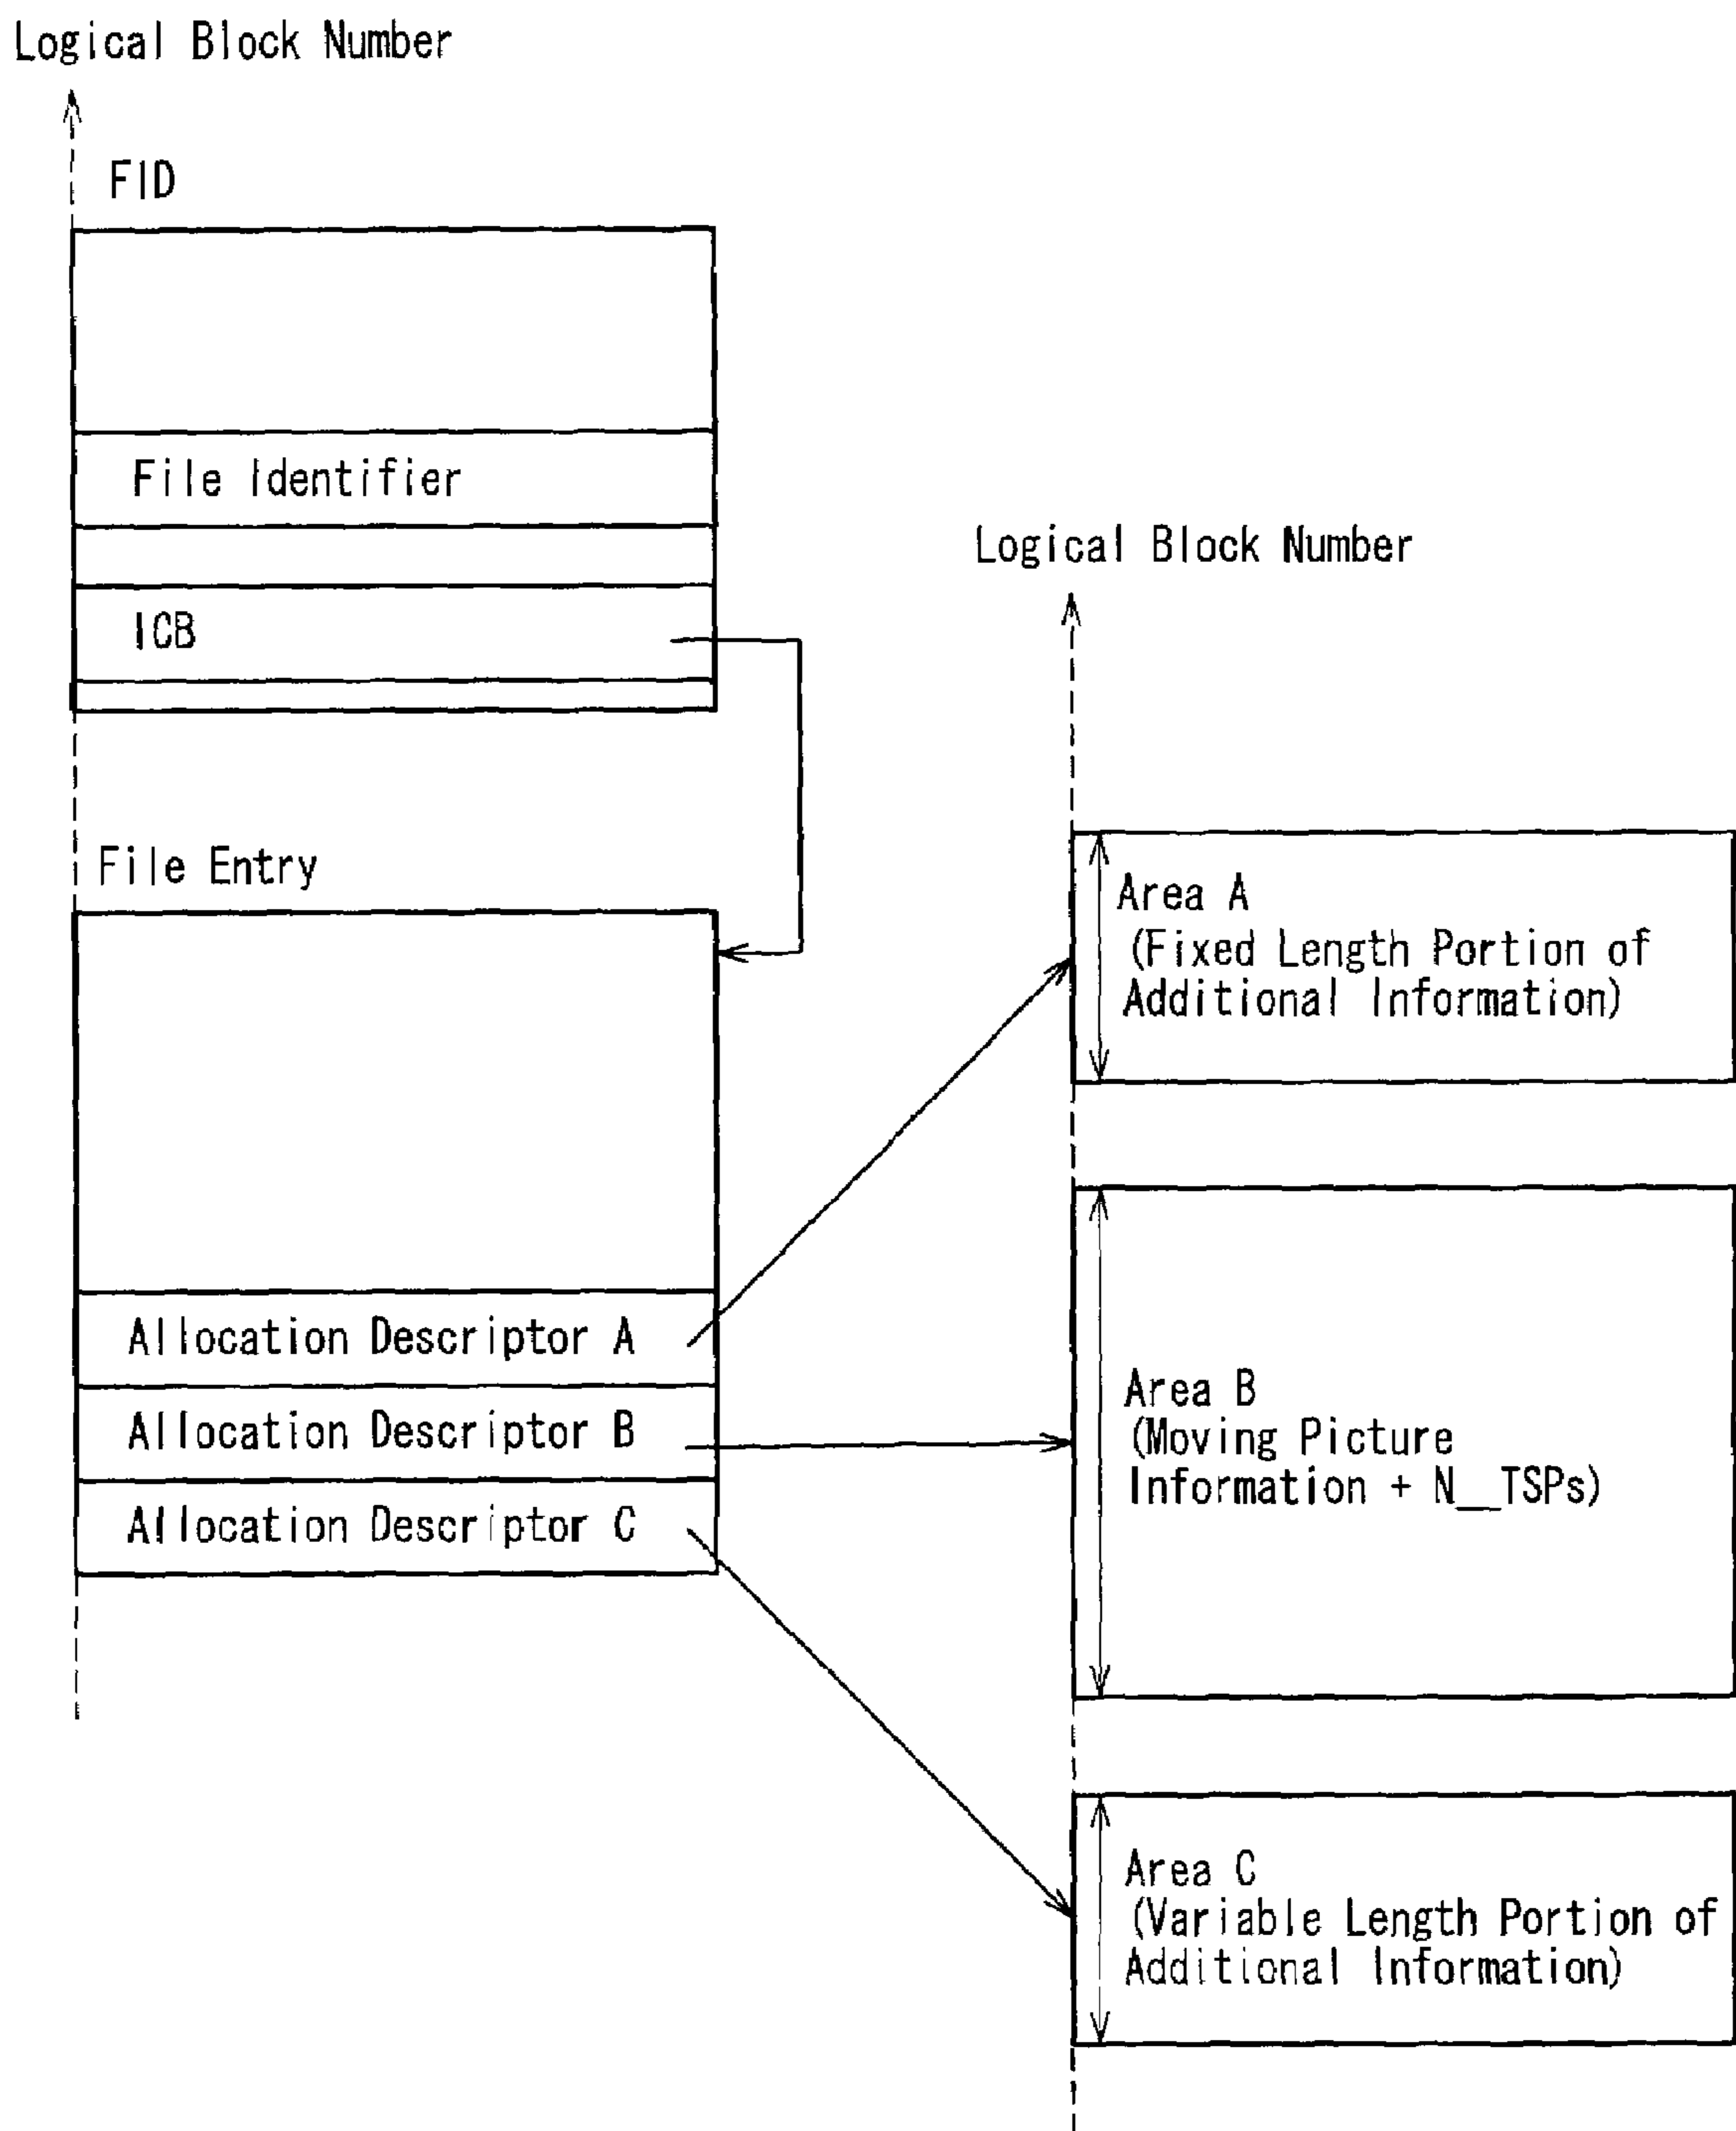 Logical Block Number
FID
File Identifier
ICB
File Entry
Allocation Descriptor A
Allocation Descriptor B
Allocation Descriptor C
Logical Block Number
Area A
(Fixed Length Portion of
Additional Information)
Area B
(Moving Picture
Information + N__TSPs)
Area C
(Variable Length Portion of
Additional Information)